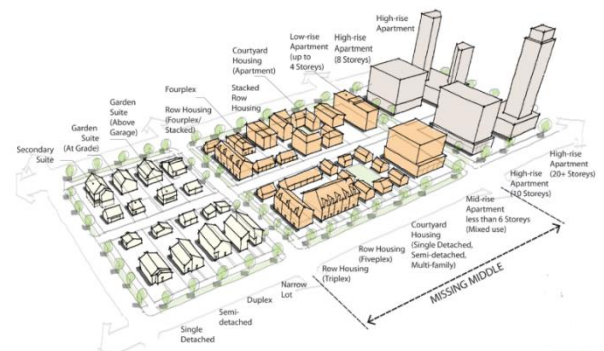 High-rise
Apartment
High-rise
Apartment
(8 Storeys)
Low-rise
Apartment
(up to
4 Storeys)
Courtyard
Housing
(Apartment)
Stacked
Row
Housing
Fourplex
Row Housing
(Fourplex/
Stacked)
Garden
Suite
(Above
Garage)
Garden
Suite
(At Grade)
Secondary
Suite
High-rise
Apartment
(20+ Storeys)
High-rise
Apartment
(10 Storeys)
Mid-rise
Apartment
less than 6 Storeys
(Mixed use)
Courtyard
Housing
(Single Detached,
Semi-detached,
Multi-family)
Row Housing
(Fiveplex)
Row Housing
(Triplex)
Narrow
Lot
Duplex
Semi-
detached
Single
Detached
MISSING MIDDLE